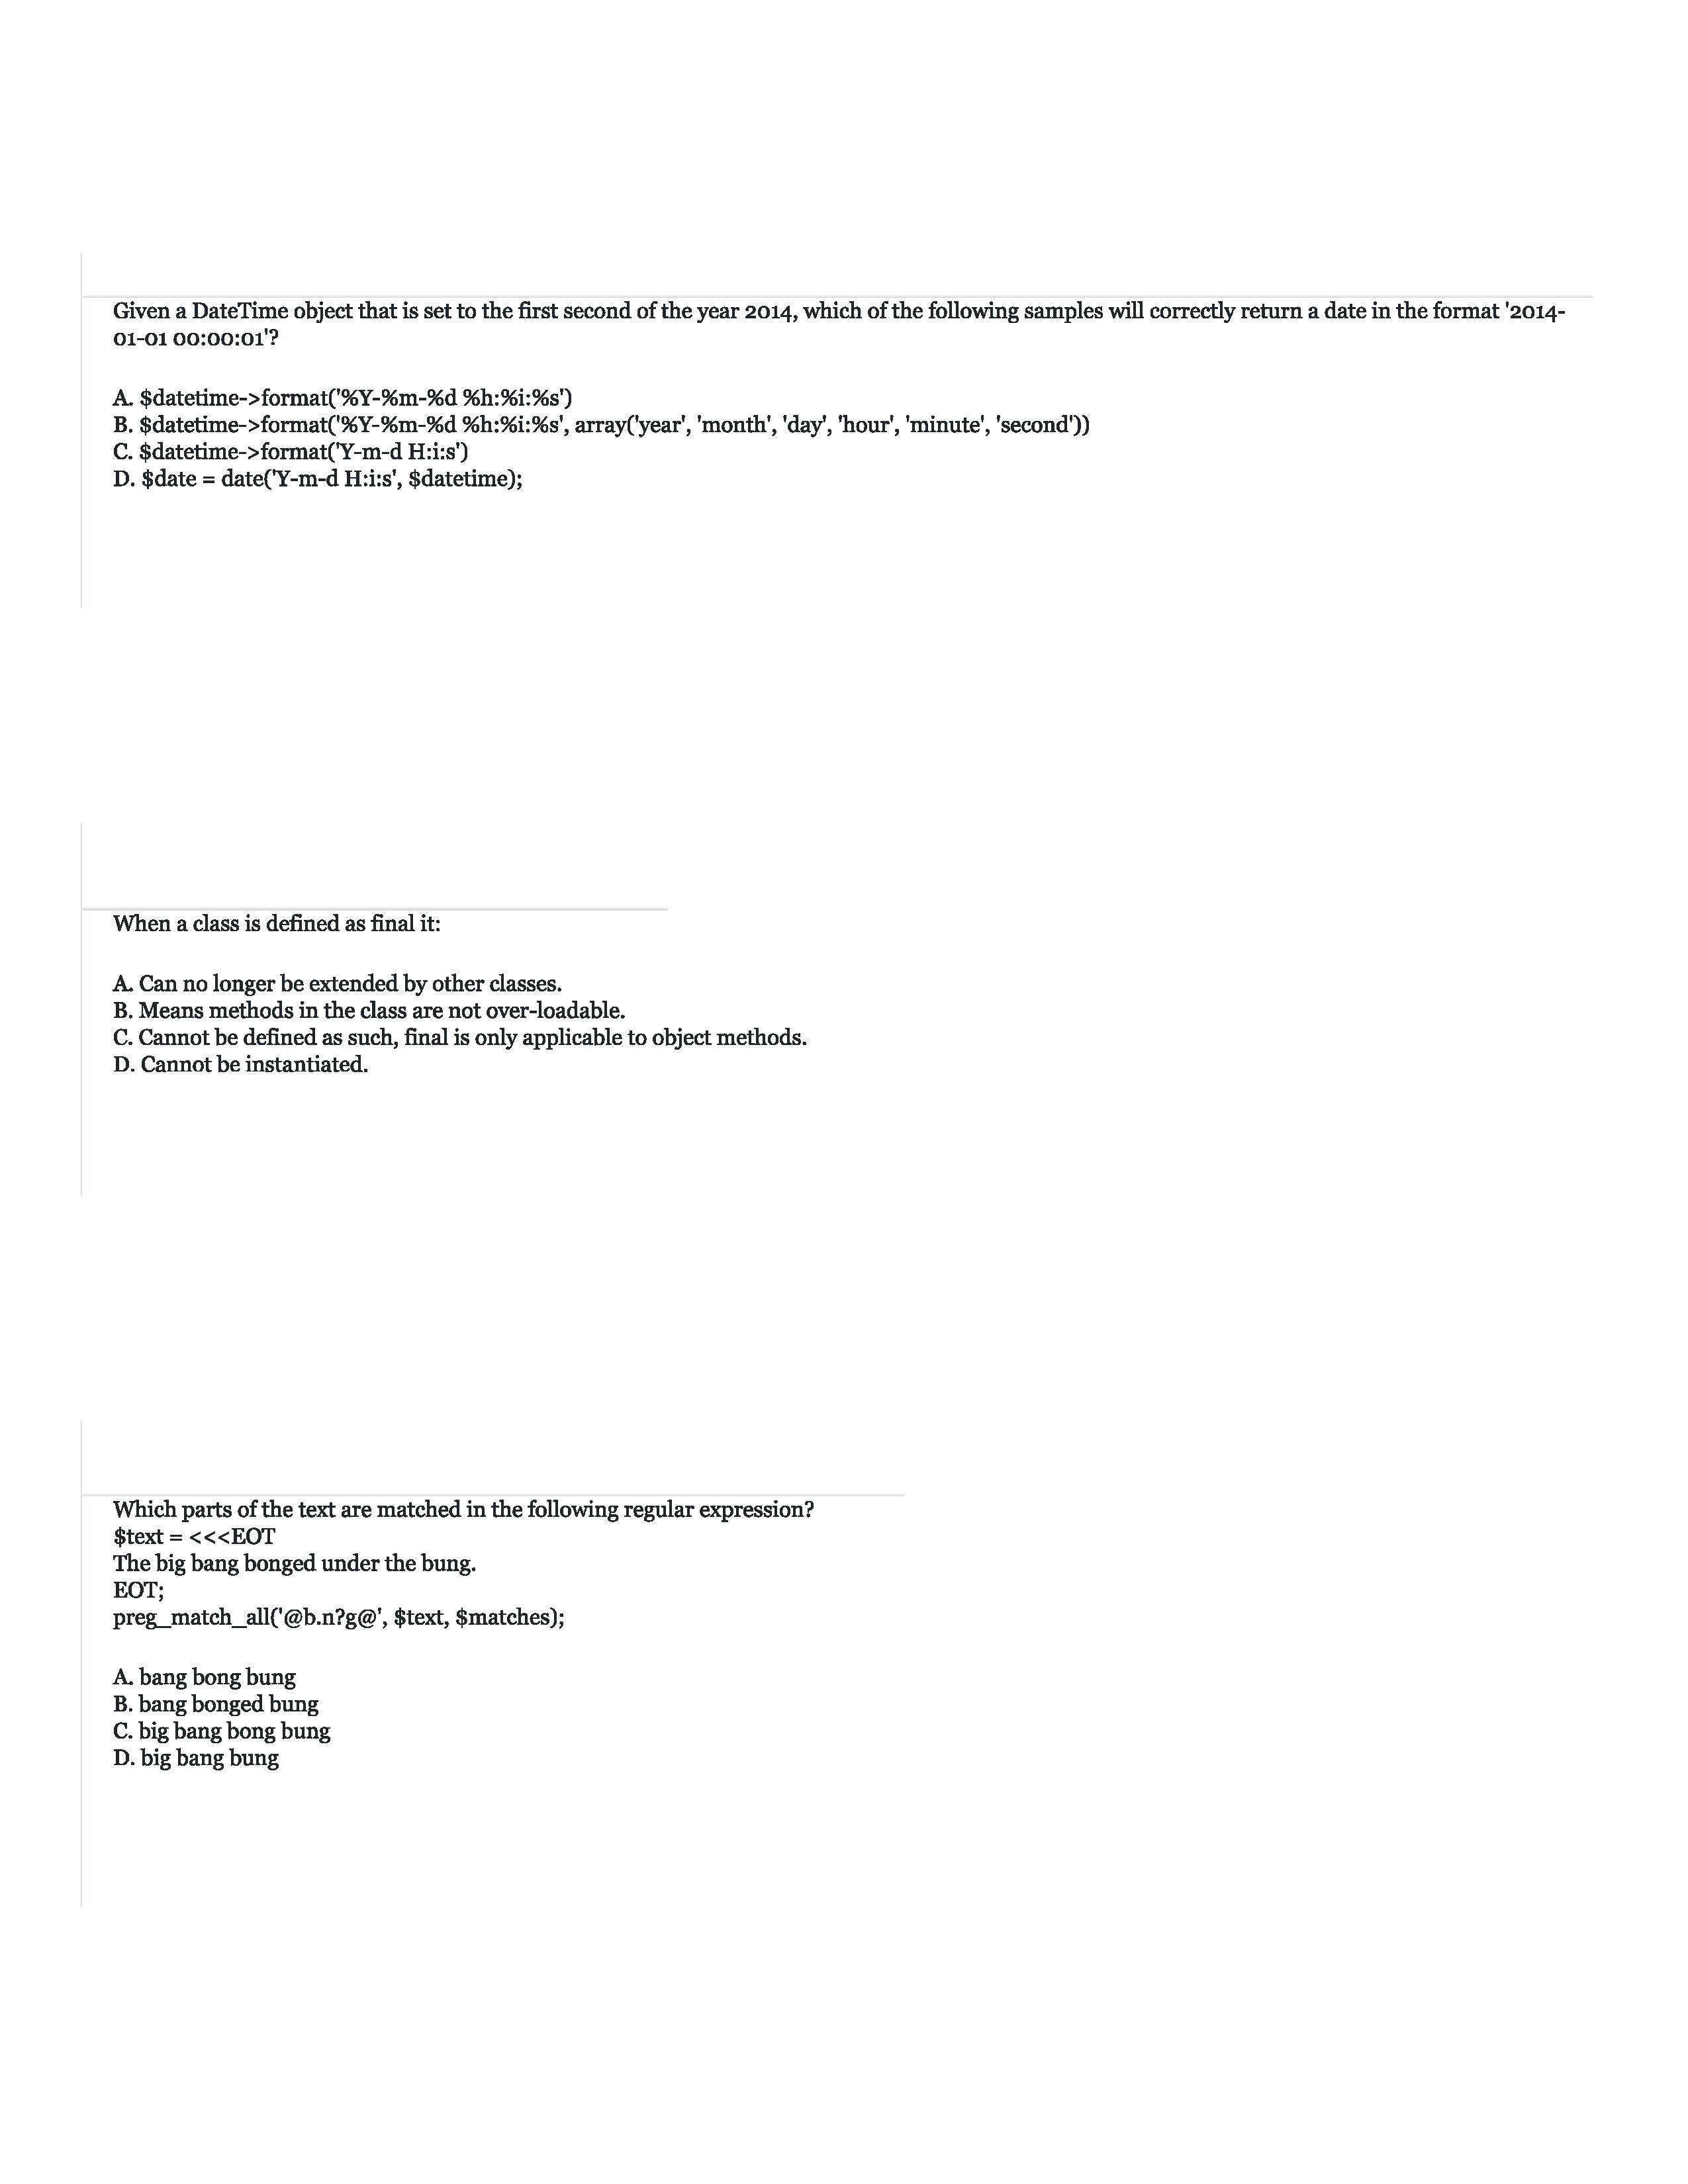 Given a DateTime object that is set to the first second of the year 2014, which of the following samples will correctly return a date in the format '2014-
01-01 00:00:01'?
A. $datetime->format('%Y-%m-%d %h:%i:%s')
B. $datetime->format('%Y-%m-%d %h:%i:%s', array('year', 'month', 'day', 'hour', 'minute', 'second'))
C. $datetime->format('Y-m-d H:i:s')
D. $date = date('Y-m-d H:i:s', $datetime);
When a class is defined as final it:
A. Can no longer be extended by other classes.
B. Means methods in the class are not over-loadable.
C. Cannot be defined as such, final is only applicable to object methods.
D. Cannot be instantiated.
Which parts of the text are matched in the following regular expression?
$text = <<<EOT
The big bang bonged under the bung.
EOT;
preg_match_all('@b.n?g@', $text, $matches);
A. bang bong bung
B. bang bonged bung
C. big bang bong bung
D. big bang bung